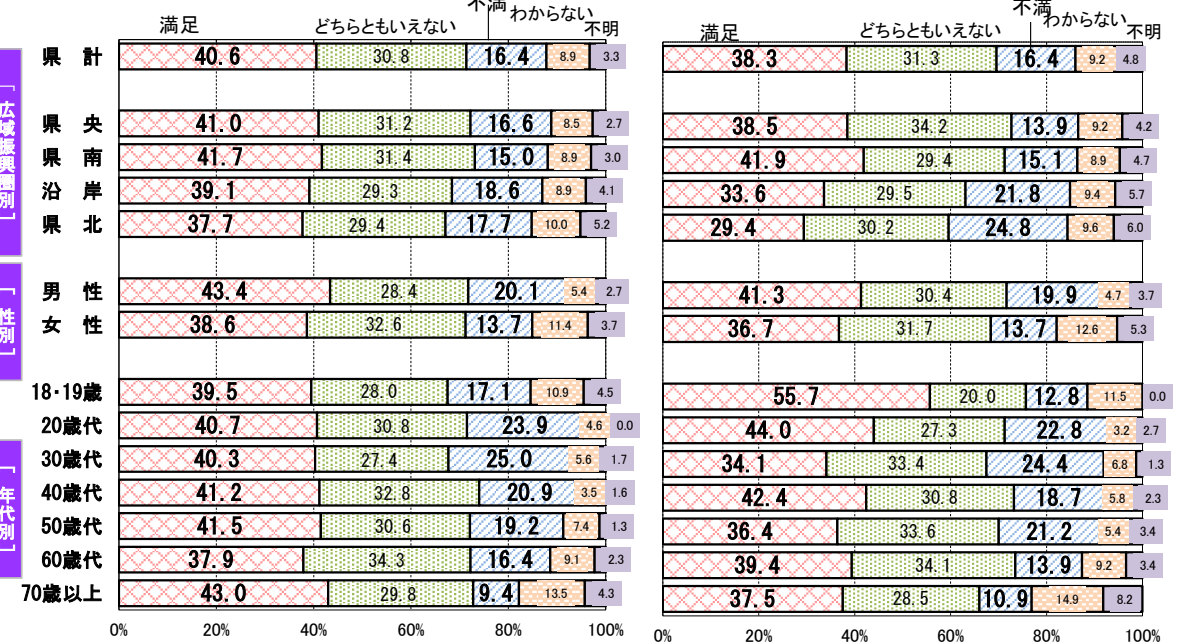 満足 どちらともいえない 不満 わからない 不明 満足 どちらともいえない 不満 わからない 不明
県 計 40.6 30.8 16.4 8.9 3.3 38.3 31.3 16.4 9.2 4.8
[広域振興圏別]
県 央 41.0 31.2 16.6 8.5 2.7 38.5 34.2 13.9 9.2 4.2
県 南 41.7 31.4 15.0 8.9 3.0 41.9 29.4 15.1 8.9 4.7
沿 岸 39.1 29.3 18.6 8.9 4.1 33.6 29.5 21.8 9.4 5.7
県 北 37.7 29.4 17.7 10.0 5.2 29.4 30.2 24.8 9.6 6.0
[性別]
男 性 43.4 28.4 20.1 5.4 2.7 41.3 30.4 19.9 4.7 3.7
女 性 38.6 32.6 13.7 11.4 3.7 36.7 31.7 13.7 12.6 5.3
[年代別]
18・19歳 39.5 28.0 17.1 10.9 4.5 55.7 20.0 12.8 11.5 0.0
20歳代 40.7 30.8 23.9 4.6 0.0 44.0 27.3 22.8 3.2 2.7
30歳代 40.3 27.4 25.0 5.6 1.7 34.1 33.4 24.4 6.8 1.3
40歳代 41.2 32.8 20.9 3.5 1.6 42.4 30.8 18.7 5.8 2.3
50歳代 41.5 30.6 19.2 7.4 1.3 36.4 33.6 21.2 5.4 3.4
60歳代 37.9 34.3 16.4 9.1 2.3 39.4 34.1 13.9 9.2 3.4
70歳以上 43.0 29.8 9.4 13.5 4.3 37.5 28.5 10.9 14.9 8.2
0% 20% 40% 60% 80% 100% 0% 20% 40% 60% 80% 100%